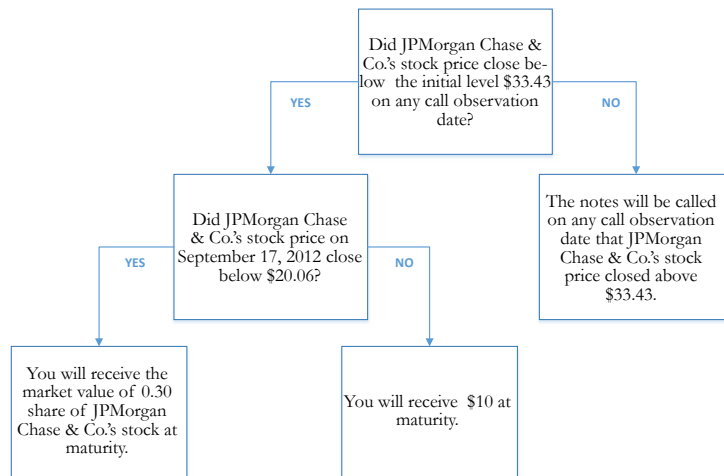 Did JPMorgan Chase &
Co.'s stock price close be-
low the initial level $33.43
on any call observation
date?
YES
NO
Did JPMorgan Chase
& Co.'s stock price on
September 17, 2012 close
below $20.06?
The notes will be called
on any call observation
date that JPMorgan
Chase & Co.'s stock
price closed above
$33.43.
YES
NO
You will receive the
market value of 0.30
share of JPMorgan
Chase & Co.'s stock at
maturity.
You will receive $10 at
maturity.